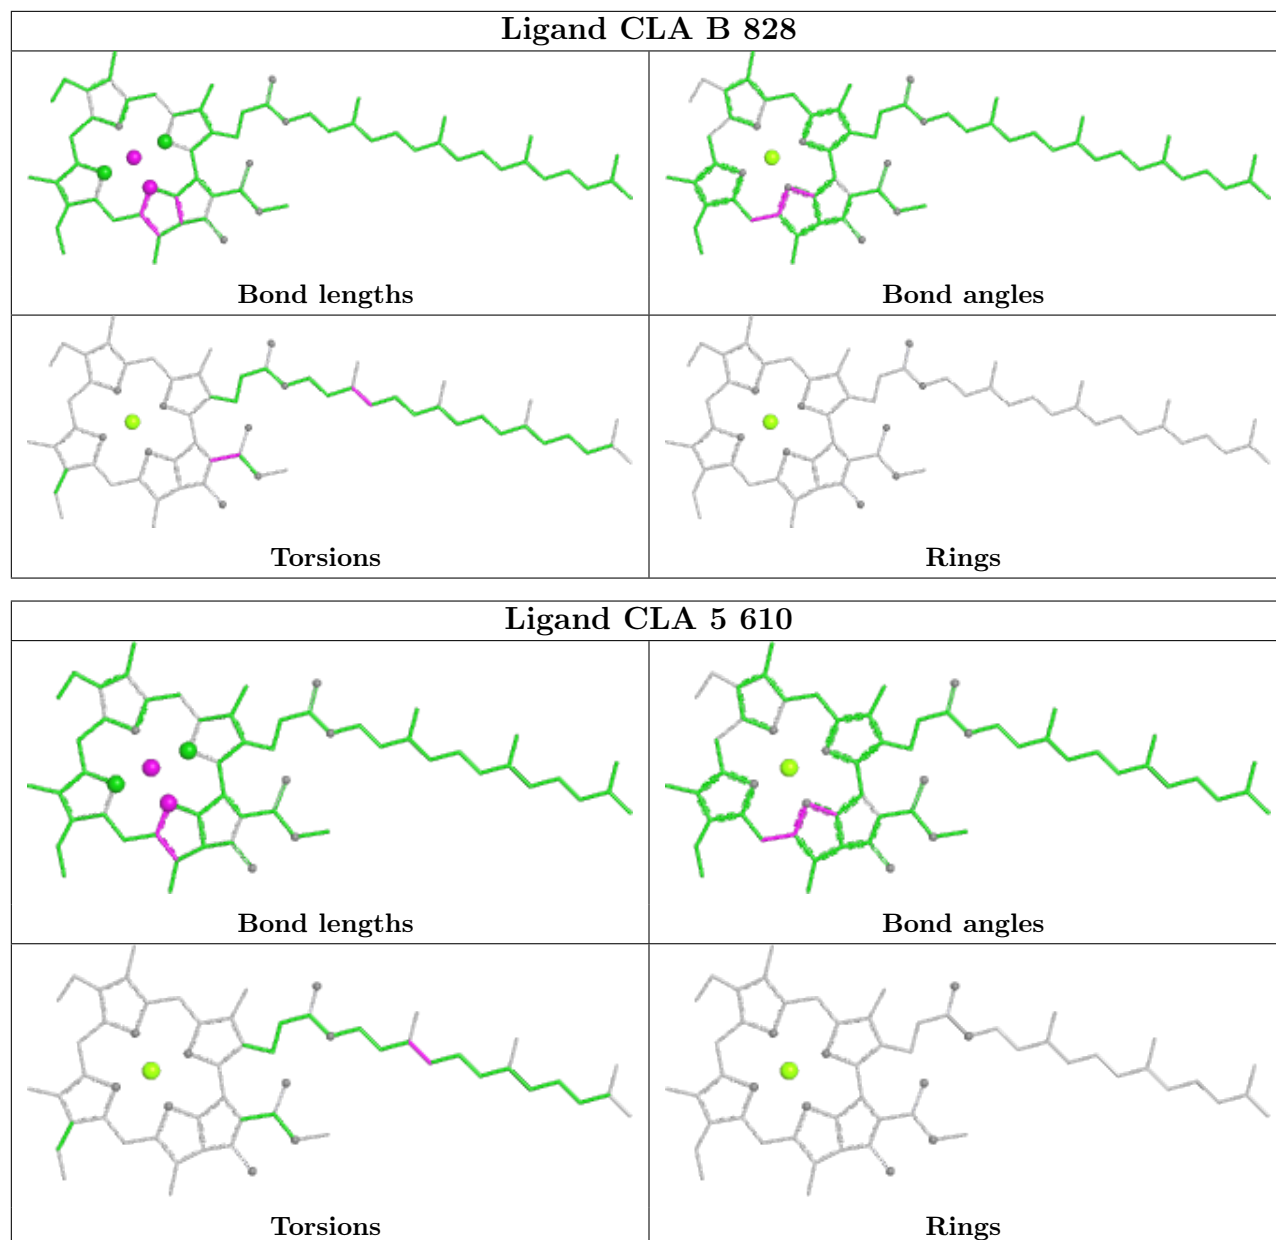 Ligand CLA B 828
Bond lengths
Bond angles
Torsions
Rings
Ligand CLA 5 610
Bond lengths
Bond angles
Torsions
Rings